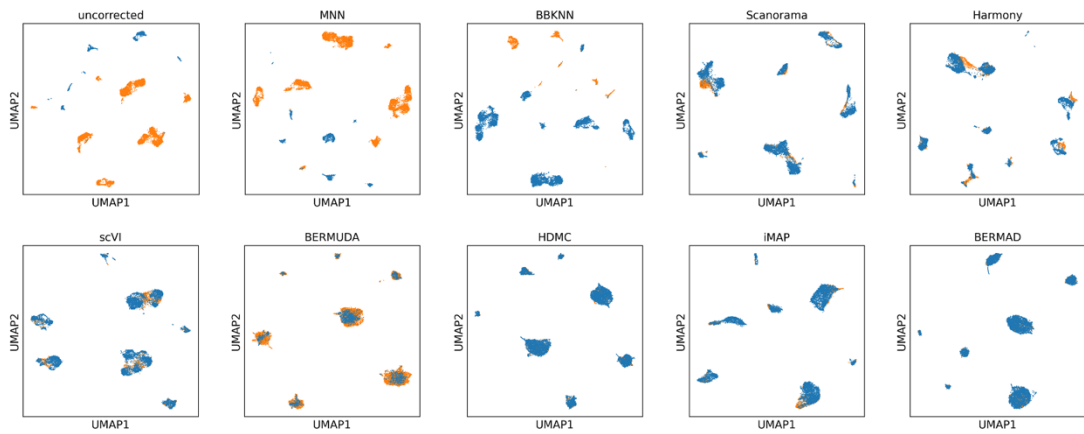 uncorrected
MNN
BBKNN
Scanorama
Harmony
UMAP2
UMAP2
UMAP2
UMAP2
UMAP2
UMAP1
UMAP1
UMAP1
UMAP1
UMAP1
scVI
BERMUDA
HDMC
iMAP
BERMAD
UMAP2
UMAP2
UMAP2
UMAP2
UMAP2
UMAP1
UMAP1
UMAP1
UMAP1
UMAP1